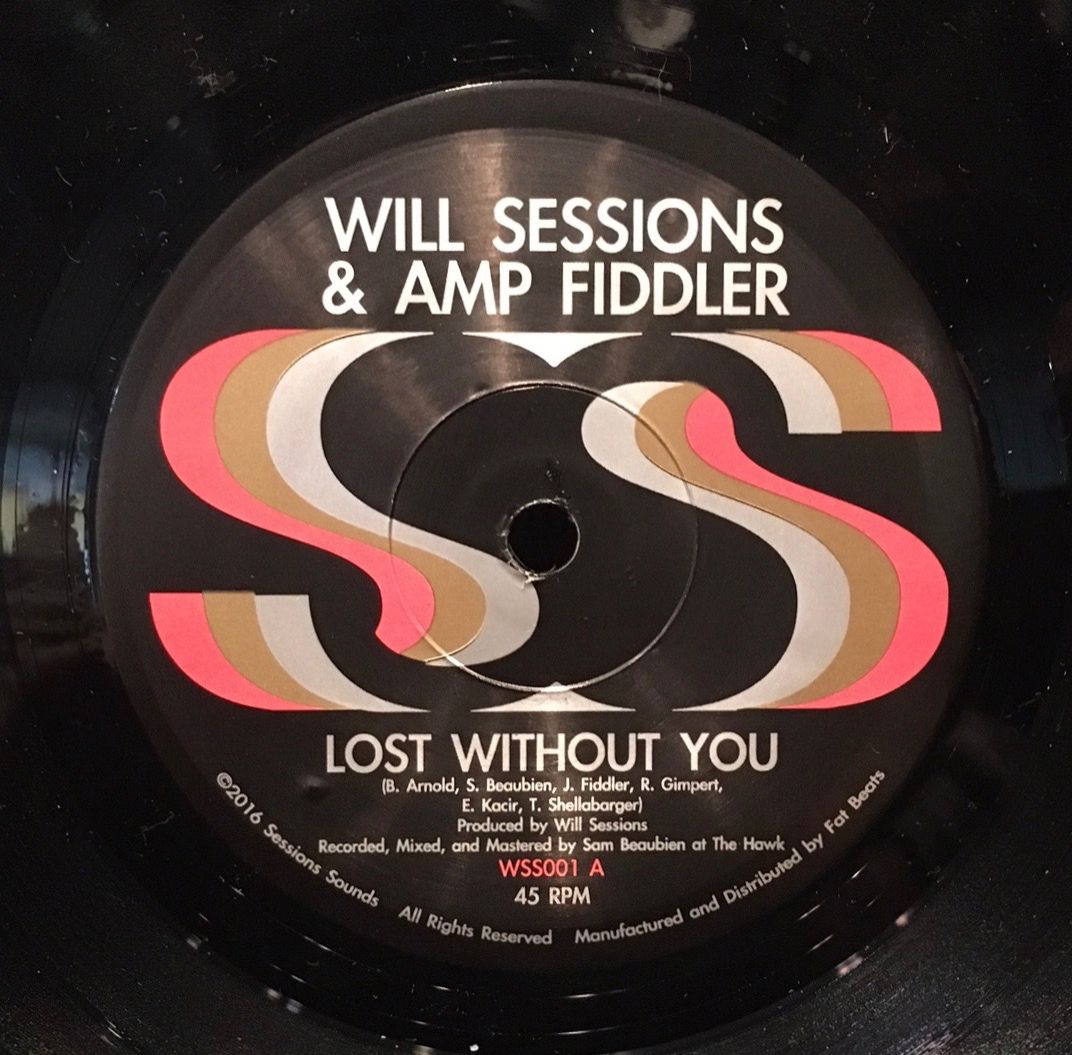 WILL SESSIONS
& AMP FIDDLER
SS
LOST WITHOUT YOU
(B. Arnold, S. Beaubien, J. Fiddler, R. Gimpert,
E. Kacir, T. Shellabarger)
Produced by Will Sessions
Recorded, Mixed, and Mastered by Sam Beaubien at The Hawk
WSS001 A
45 RPM
©2016 Sessions Sounds All Rights Reserved Manufactured and Distributed by Fat Beats